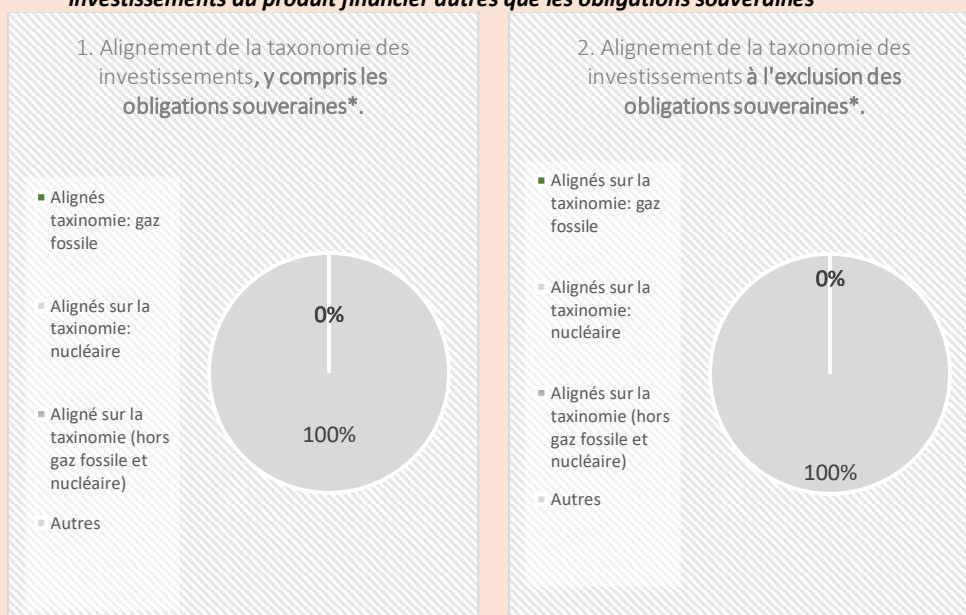 investissements du produit financier autres que les obligations souveraines
1. Alignement de la taxonomie des
investissements, y compris les
obligations souveraines*.
Alignés
taxinomie: gaz
fossile
Alignés sur la
taxinomie:
nucléaire
Aligné sur la
taxinomie (hors
gaz fossile et
nucléaire)
Autres
0%
100%
2. Alignement de la taxonomie des
investissements à l'exclusion des
obligations souveraines*.
Alignés sur la
taxinomie: gaz
fossile
Alignés sur la
taxinomie:
nucléaire
Alignés sur la
taxinomie (hors
gaz fossile et
nucléaire)
Autres
0%
100%